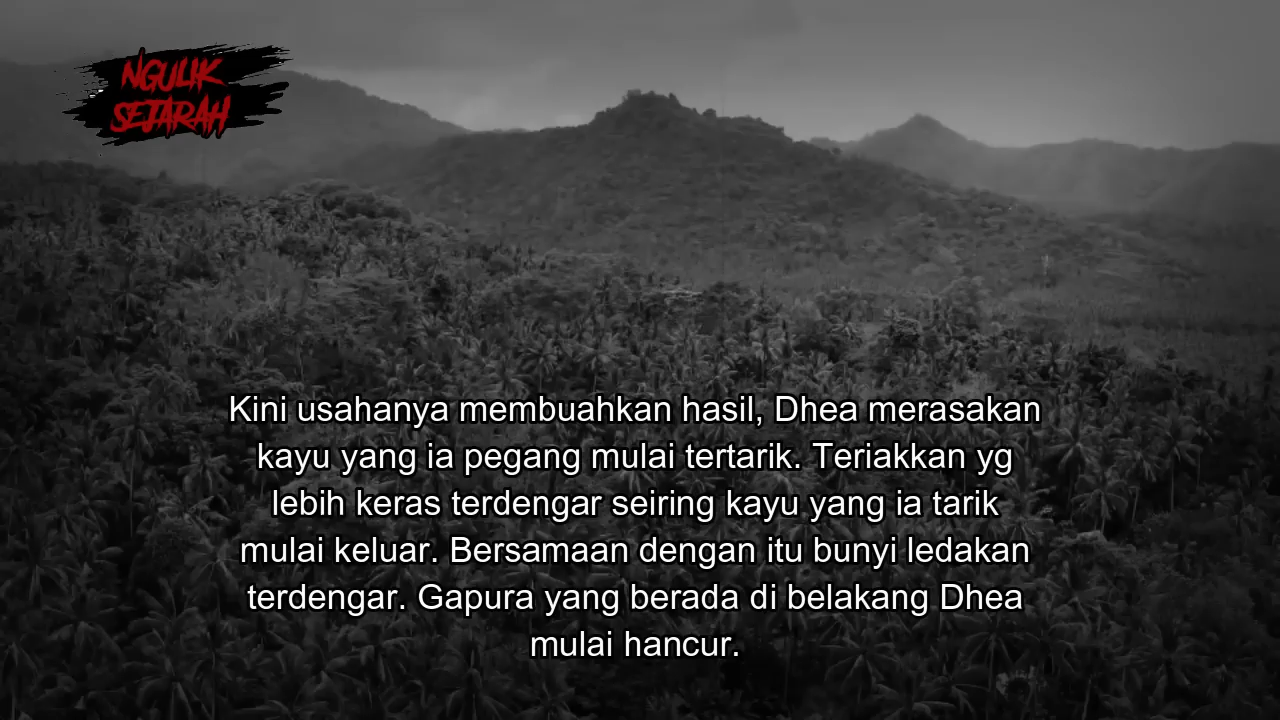 NGULIK
SEJARAH
Kini usahanya membuahkan hasil, Dhea merasakan
kayu yang ia pegang mulai tertarik. Teriakkan yg
lebih keras terdengar seiring kayu yang ia tarik
mulai keluar. Bersamaan dengan itu bunyi ledakan
terdengar. Gapura yang berada di belakang Dhea
mulai hancur.